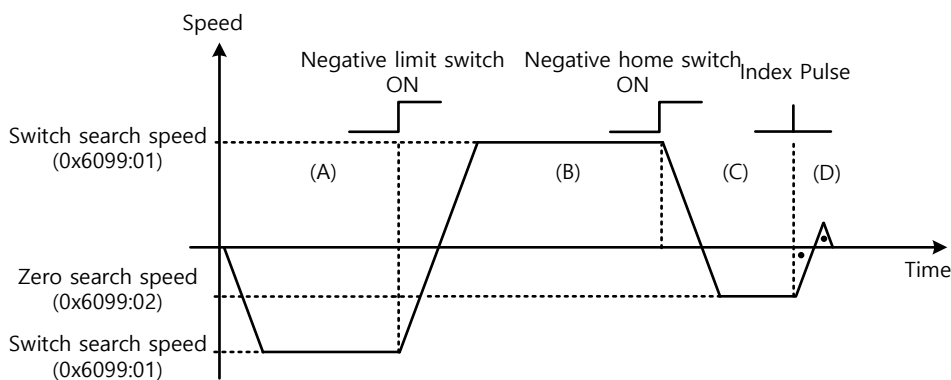 Speed
Negative limit switch
ON
Negative home switch
ON
Index Pulse
Switch search speed
(0x6099:01)
(A)
(B)
(C)
(D)
Time
Zero search speed
(0x6099:02)
Switch search speed
(0x6099:01)